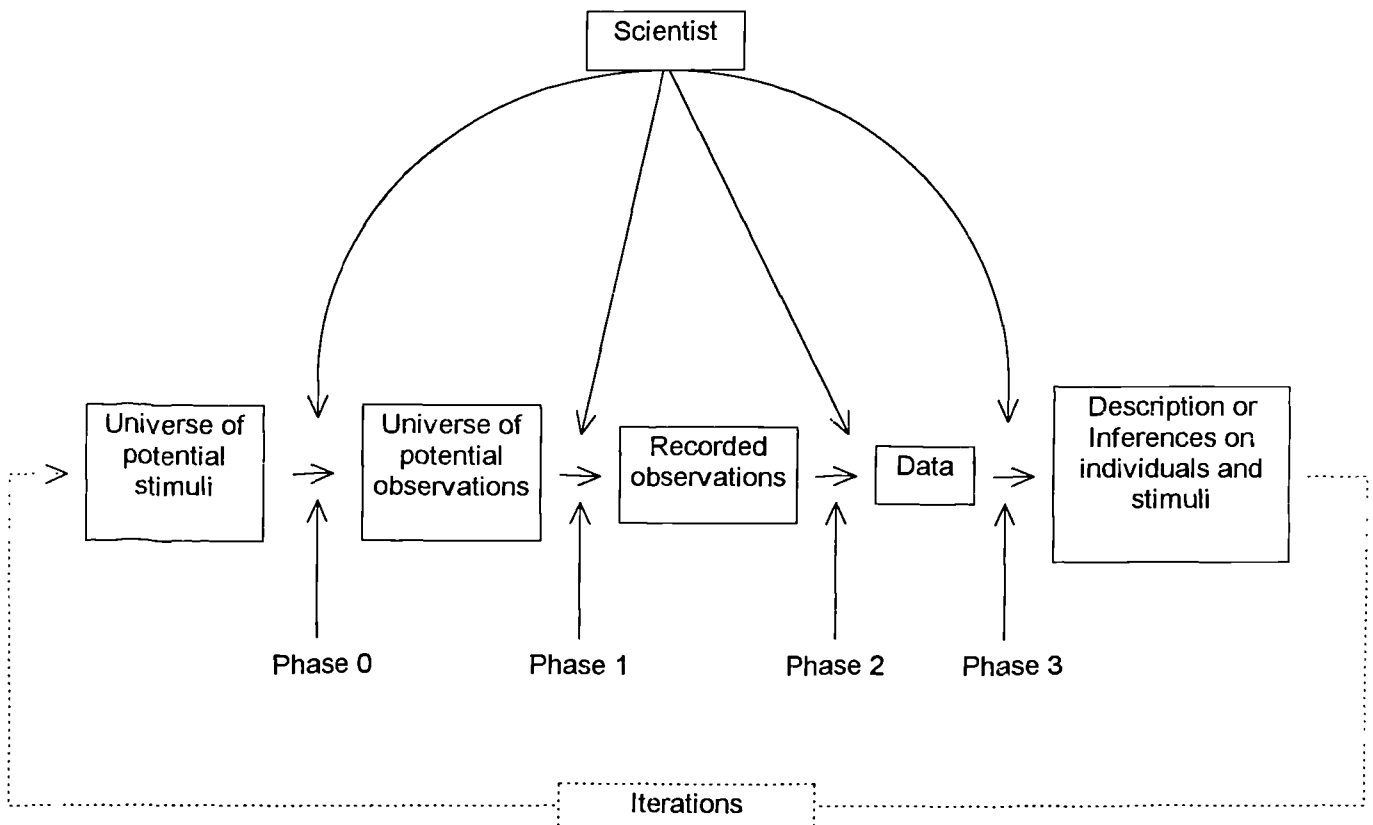 Scientist
Universe of
potential
stimuli
Universe of
potential
observations
Recorded
observations
Data
Description or
Inferences on
individuals and
stimuli
Phase 0
Phase 1
Phase 2
Phase 3
Iterations